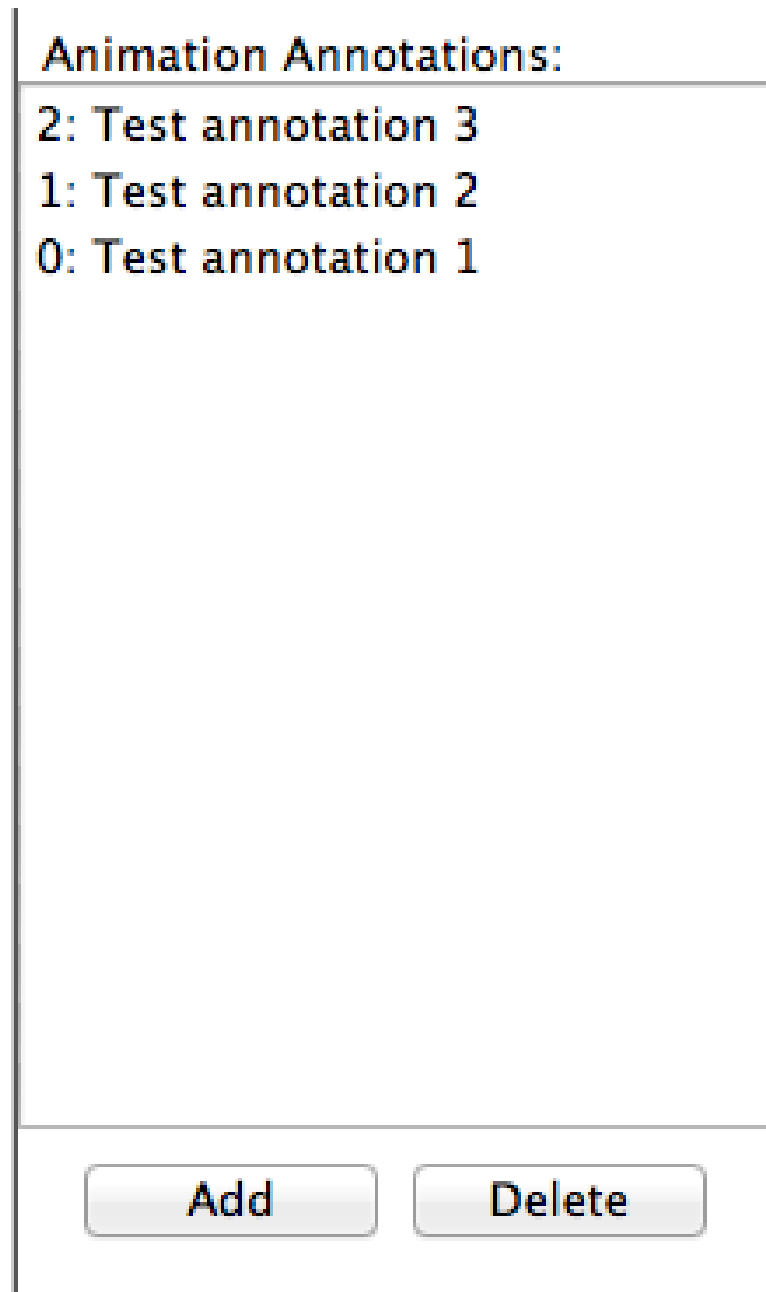 Animation Annotations:
2: Test annotation 3
1: Test annotation 2
0: Test annotation 1
Add Delete